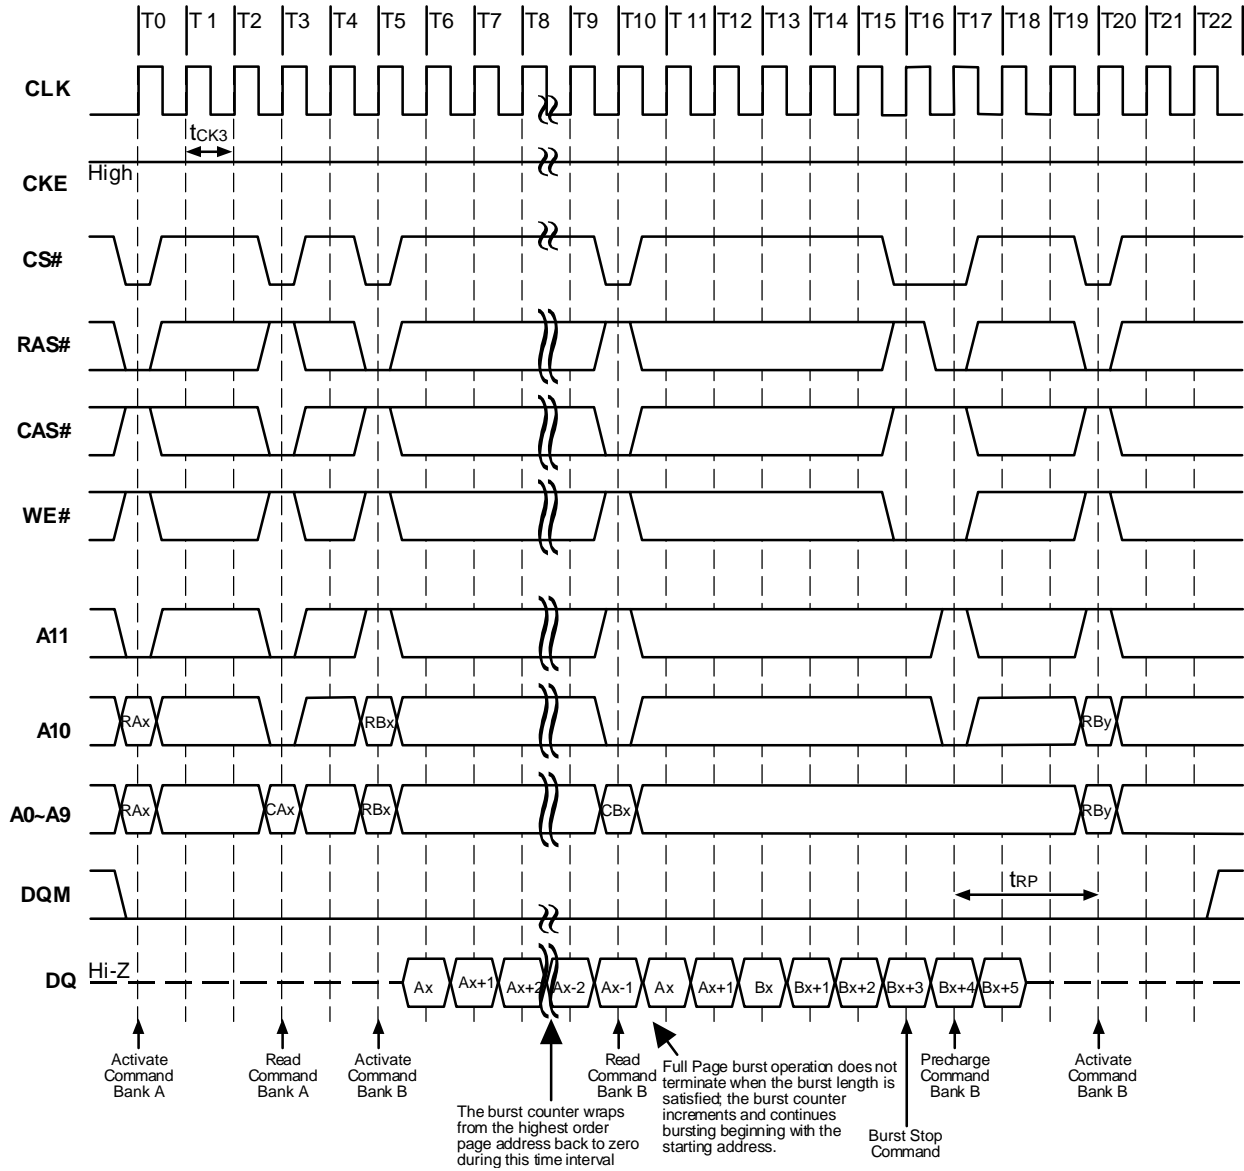 T0 T 1 T2 T3 T4 T5 T6 T7 T8 T9 T10 T 11 T12 T13 T14 T15 T16 T17 T18 T19 T20 T21 T22
CLK
tCK3
High
CKE
CS#
RAS#
CAS#
WE#
A11
A10 RAx RBx RBy
A0~A9 RAx CAx RBx CBx RBy
DQM
tRP
Hi-Z
DQ Ax Ax+1 Ax+2 Ax-2 Ax-1 Ax Ax+1 Bx Bx+1 Bx+2 Bx+3 Bx+4 Bx+5
Activate
Command
Bank A
Read
Command
Bank A
Activate
Command
Bank B
The burst counter wraps
from the highest order
page address back to zero
during this time interval
Read
Command
Bank B
Full Page burst operation does not
terminate when the burst length is
satisfied; the burst counter
increments and continues
bursting beginning with the
starting address.
Burst Stop
Command
Precharge
Command
Bank B
Activate
Command
Bank B